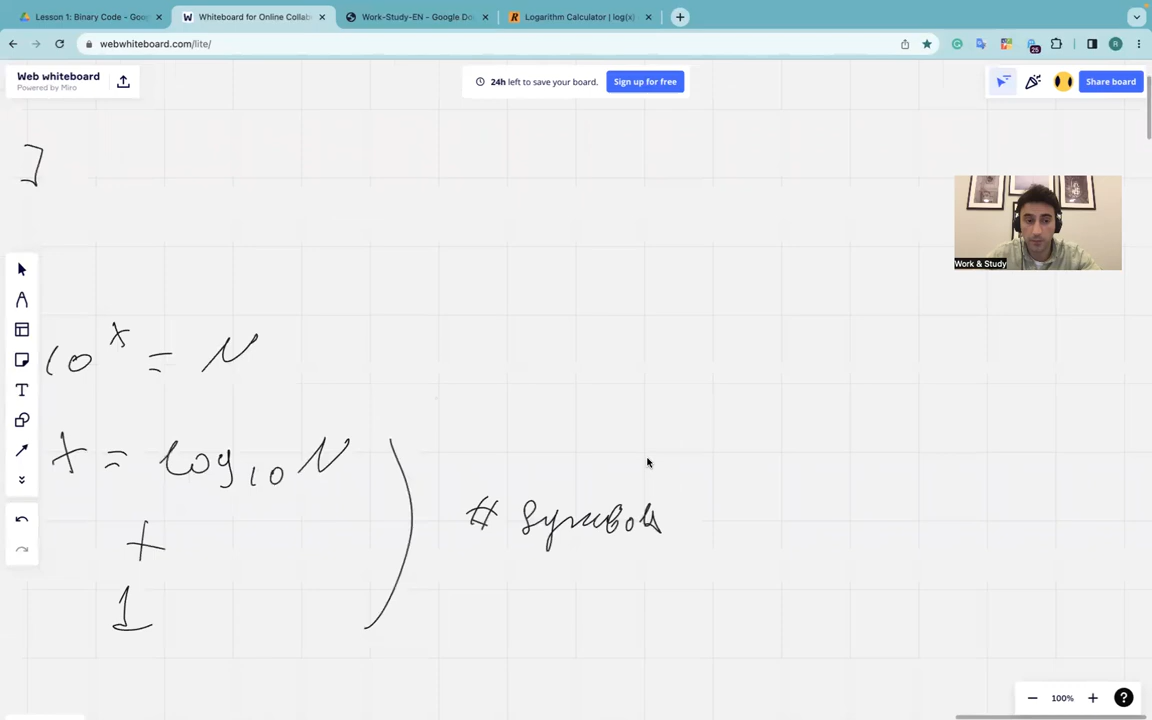 Lesson 1: Binary Code - Goo
Whiteboard for Online Collab
Work-Study-EN - Google Do
Logarithm Calculator | log(x)
webwhiteboard.com/lite/
25
R
Web whiteboard
Powered by Miro
24h left to save your board.
Sign up for free
Share board
]
Work & Study
10^x = N
x = log₁₀ N
+
1
)
# Symbols
T
100%
?